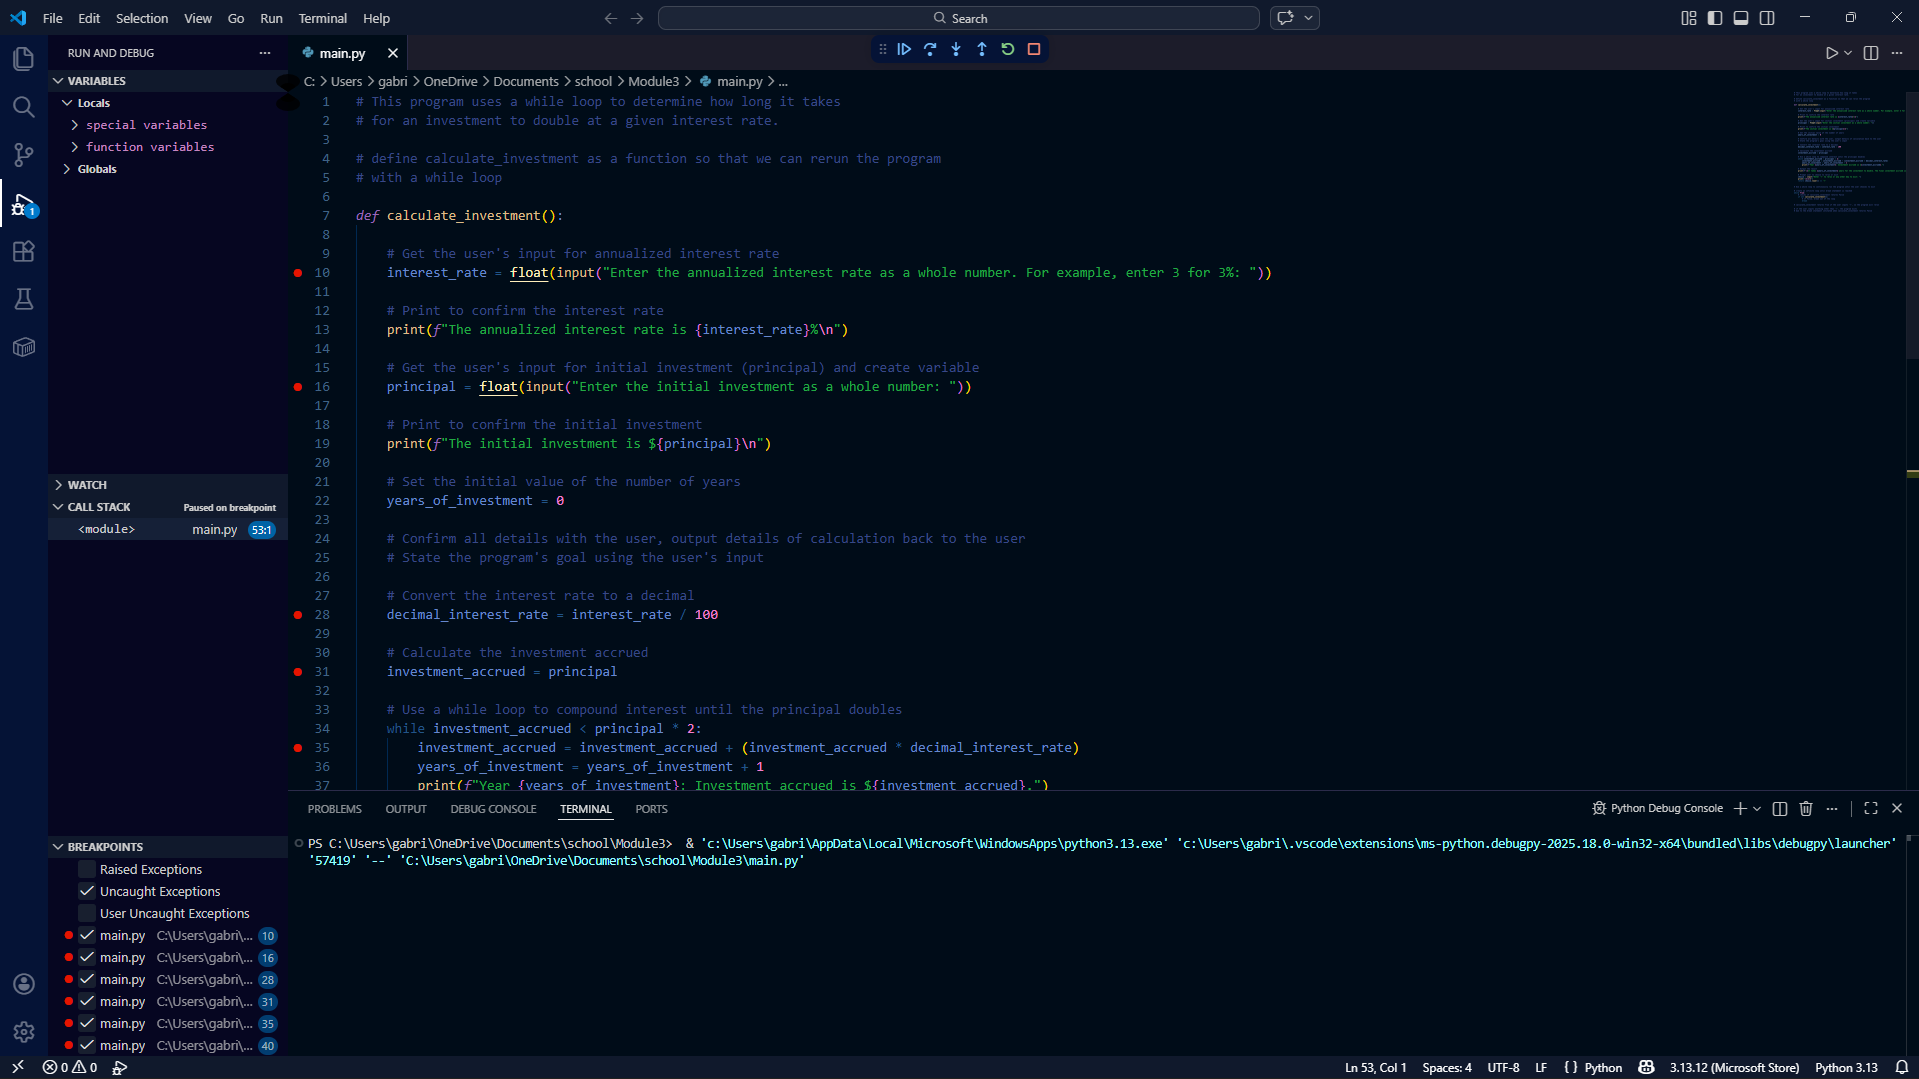 File Edit Selection View Go Run Terminal Help
Search
RUN AND DEBUG
main.py
VARIABLES
Locals
special variables
function variables
Globals
WATCH
CALL STACK Paused on breakpoint
<module> main.py 53:1
BREAKPOINTS
Raised Exceptions
Uncaught Exceptions
User Uncaught Exceptions
main.py C:\Users\gabri\... 10
main.py C:\Users\gabri\... 16
main.py C:\Users\gabri\... 28
main.py C:\Users\gabri\... 31
main.py C:\Users\gabri\... 35
main.py C:\Users\gabri\... 40
1
C: > Users > gabri > OneDrive > Documents > school > Module3 > main.py > ...
1 # This program uses a while loop to determine how long it takes
2 # for an investment to double at a given interest rate.
3
4 # define calculate_investment as a function so that we can rerun the program
5 # with a while loop
6
7 def calculate_investment():
8
9 # Get the user's input for annualized interest rate
10 interest_rate = float(input("Enter the annualized interest rate as a whole number. For example, enter 3 for 3%: "))
11
12 # Print to confirm the interest rate
13 print(f"The annualized interest rate is {interest_rate}%\n")
14
15 # Get the user's input for initial investment (principal) and create variable
16 principal = float(input("Enter the initial investment as a whole number: "))
17
18 # Print to confirm the initial investment
19 print(f"The initial investment is ${principal}\n")
20
21 # Set the initial value of the number of years
22 years_of_investment = 0
23
24 # Confirm all details with the user, output details of calculation back to the user
25 # State the program's goal using the user's input
26
27 # Convert the interest rate to a decimal
28 decimal_interest_rate = interest_rate / 100
29
30 # Calculate the investment accrued
31 investment_accrued = principal
32
33 # Use a while loop to compound interest until the principal doubles
34 while investment_accrued < principal * 2:
35 investment_accrued = investment_accrued + (investment_accrued * decimal_interest_rate)
36 years_of_investment = years_of_investment + 1
37 print(f"Year {years_of_investment}: Investment accrued is ${investment_accrued}.")
PROBLEMS OUTPUT DEBUG CONSOLE TERMINAL PORTS
Python Debug Console
PS C:\Users\gabri\OneDrive\Documents\school\Module3> & 'c:\Users\gabri\AppData\Local\Microsoft\WindowsApps\python3.13.exe' 'c:\Users\gabri\.vscode\extensions\ms-python.debugpy-2025.18.0-win32-x64\bundled\libs\debugpy\launcher'
'57419' '--' 'C:\Users\gabri\OneDrive\Documents\school\Module3\main.py'
0 0
Ln 53, Col 1 Spaces: 4 UTF-8 LF { } Python 3.13.12 (Microsoft Store) Python 3.13